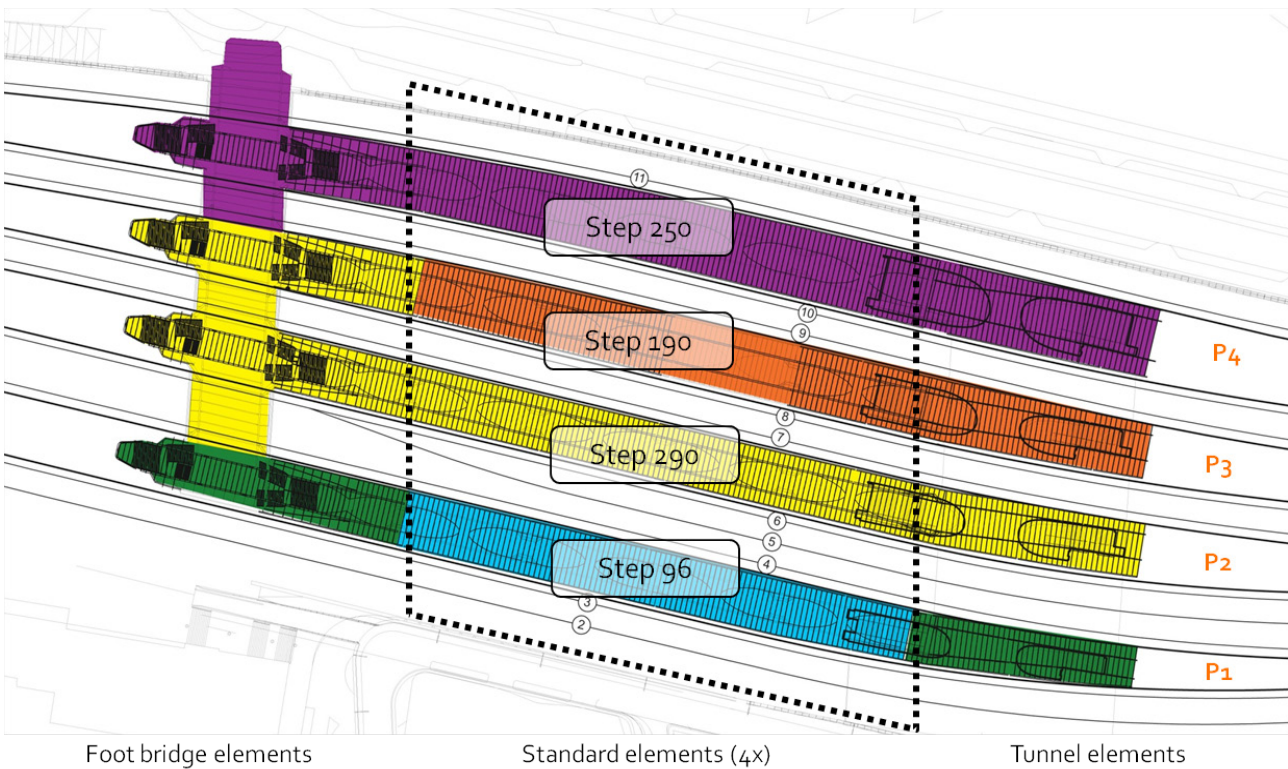 11
Step 250
10
9
P4
Step 190
8
7
P3
Step 290
6
5
4
P2
Step 96
3
2
P1
Foot bridge elements
Standard elements (4x)
Tunnel elements